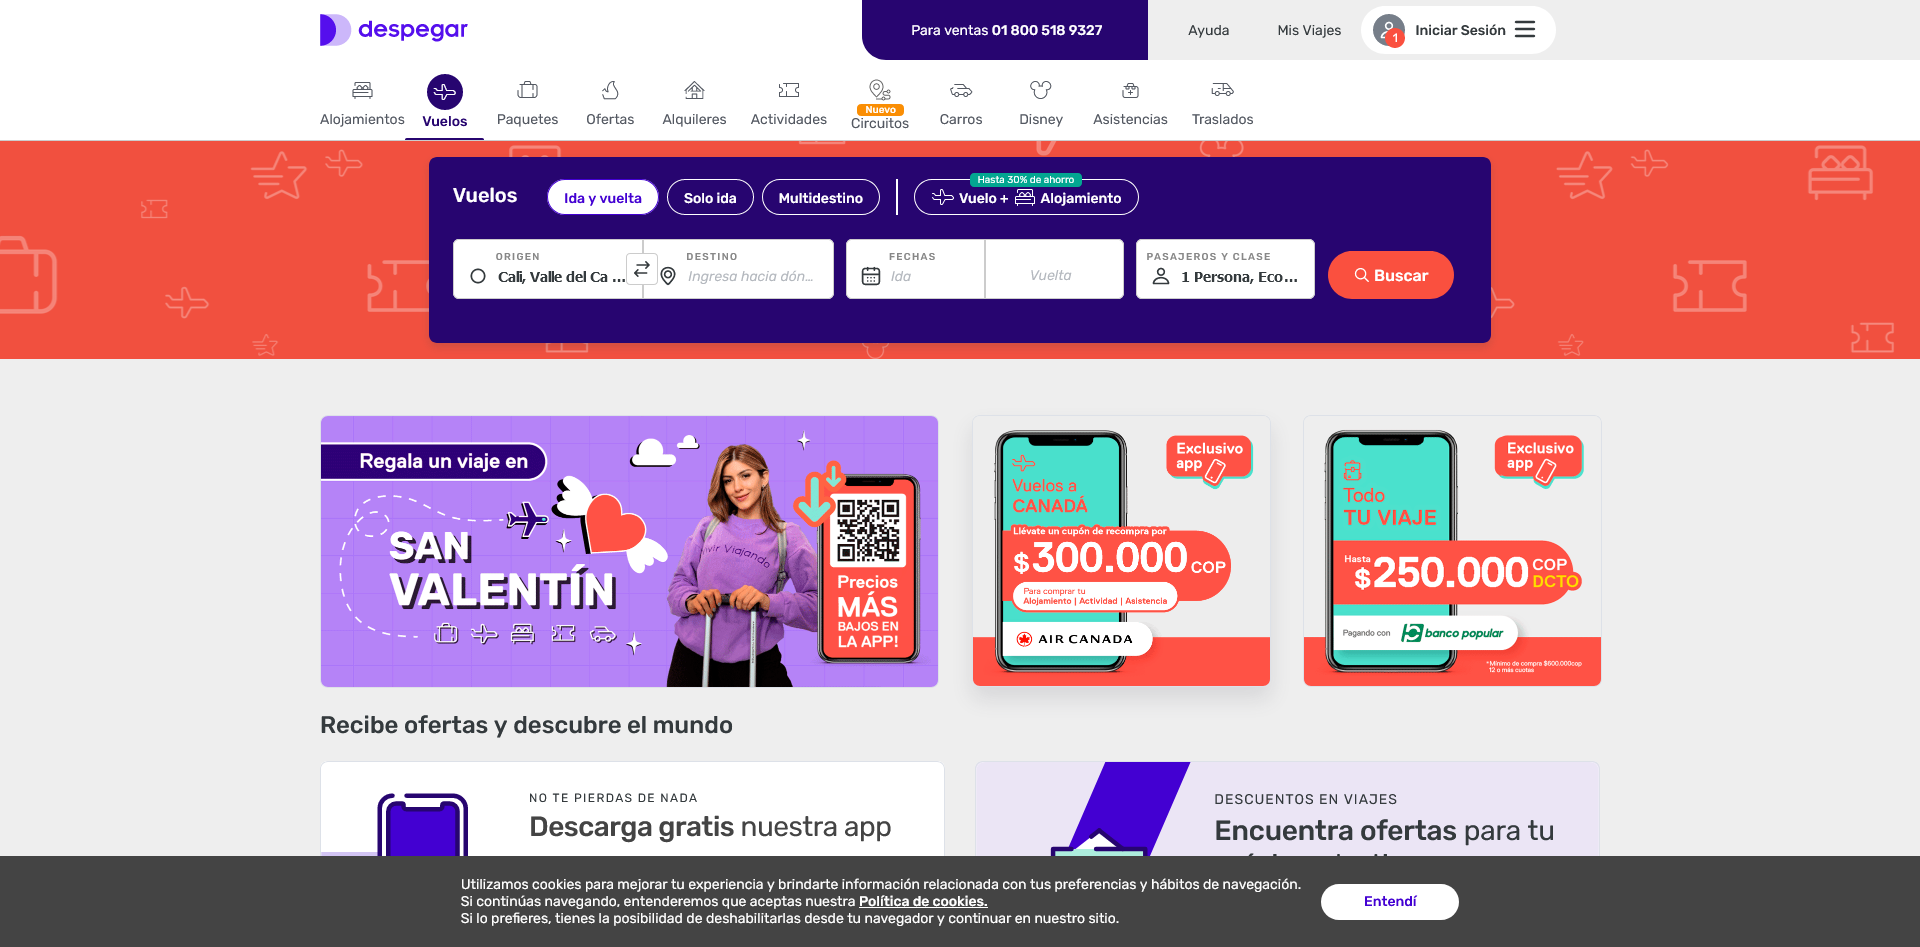 despegar
Para ventas 01 800 518 9327
Ayuda
Mis Viajes
1
Iniciar Sesión
Alojamientos
Vuelos
Paquetes
Ofertas
Alquileres
Actividades
Nuevo
Circuitos
Carros
Disney
Asistencias
Traslados
Vuelos
Ida y vuelta
Solo ida
Multidestino
Hasta 30% de ahorro
Vuelo + Alojamiento
ORIGEN
Cali, Valle del Ca ...
DESTINO
Ingresa hacia dón...
FECHAS
Ida
Vuelta
PASAJEROS Y CLASE
1 Persona, Eco...
Buscar
Regala un viaje en
SAN
VALENTÍN
Vivir Viajando
Precios
MÁS
BAJOS EN
LA APP!
Exclusivo
app
Vuelos a
CANADÁ
Llévate un cupón de recompra por
$300.000 COP
Para comprar tu
Alojamiento | Actividad | Asistencia
AIR CANADA
Exclusivo
app
Todo
TU VIAJE
Hasta
$250.000 COP
DCTO
Pagando con
banco popular
*Mínimo de compra $600.000cop
12 o más cuotas
Recibe ofertas y descubre el mundo
NO TE PIERDAS DE NADA
Descarga gratis nuestra app
DESCUENTOS EN VIAJES
Encuentra ofertas para tu
Utilizamos cookies para mejorar tu experiencia y brindarte información relacionada con tus preferencias y hábitos de navegación.
Si continúas navegando, entenderemos que aceptas nuestra Política de cookies.
Si lo prefieres, tienes la posibilidad de deshabilitarlas desde tu navegador y continuar en nuestro sitio.
Entendí